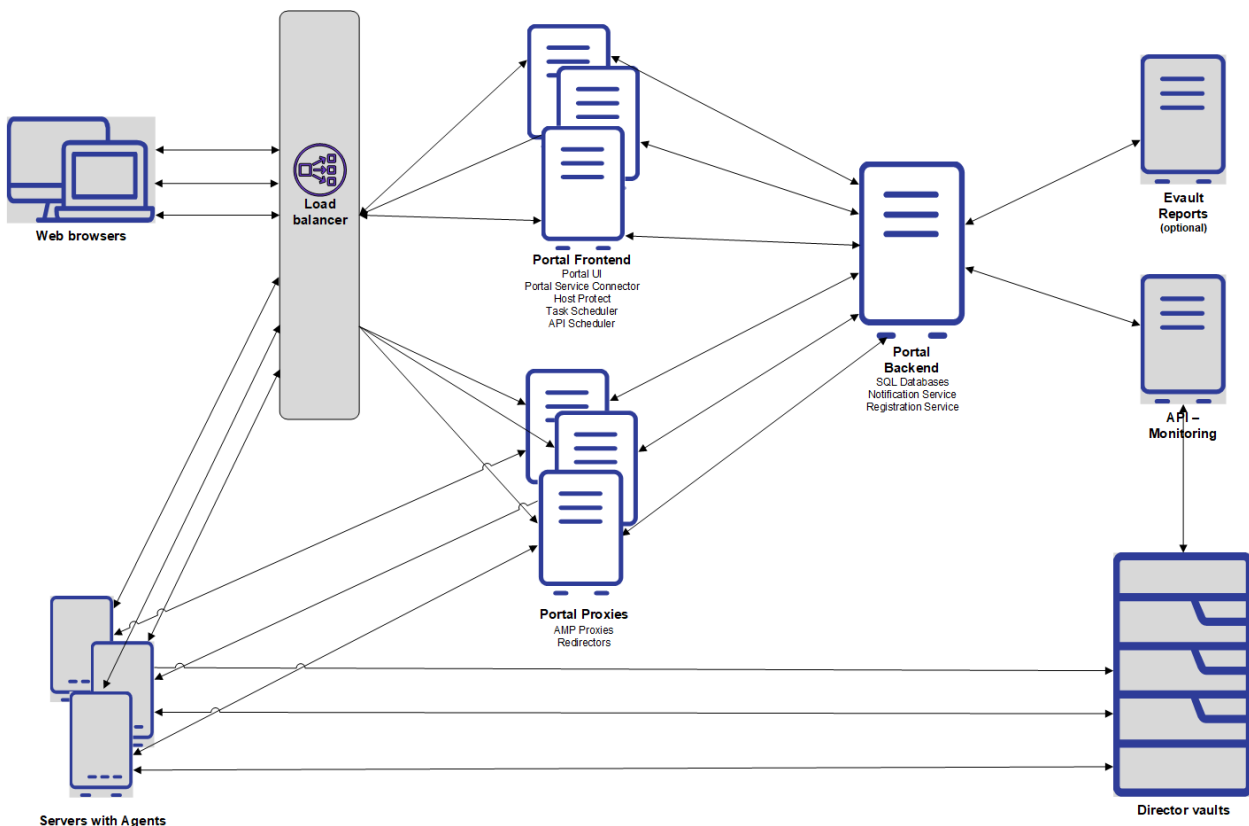 Web browsers
Load
balancer
Portal Frontend
Portal UI
Portal Service Connector
Host Protect
Task Scheduler
API Scheduler
Portal
Backend
SQL Databases
Notification Service
Registration Service
Evault
Reports
(optional)
API –
Monitoring
Portal Proxies
AMP Proxies
Redirectors
Servers with Agents
Director vaults